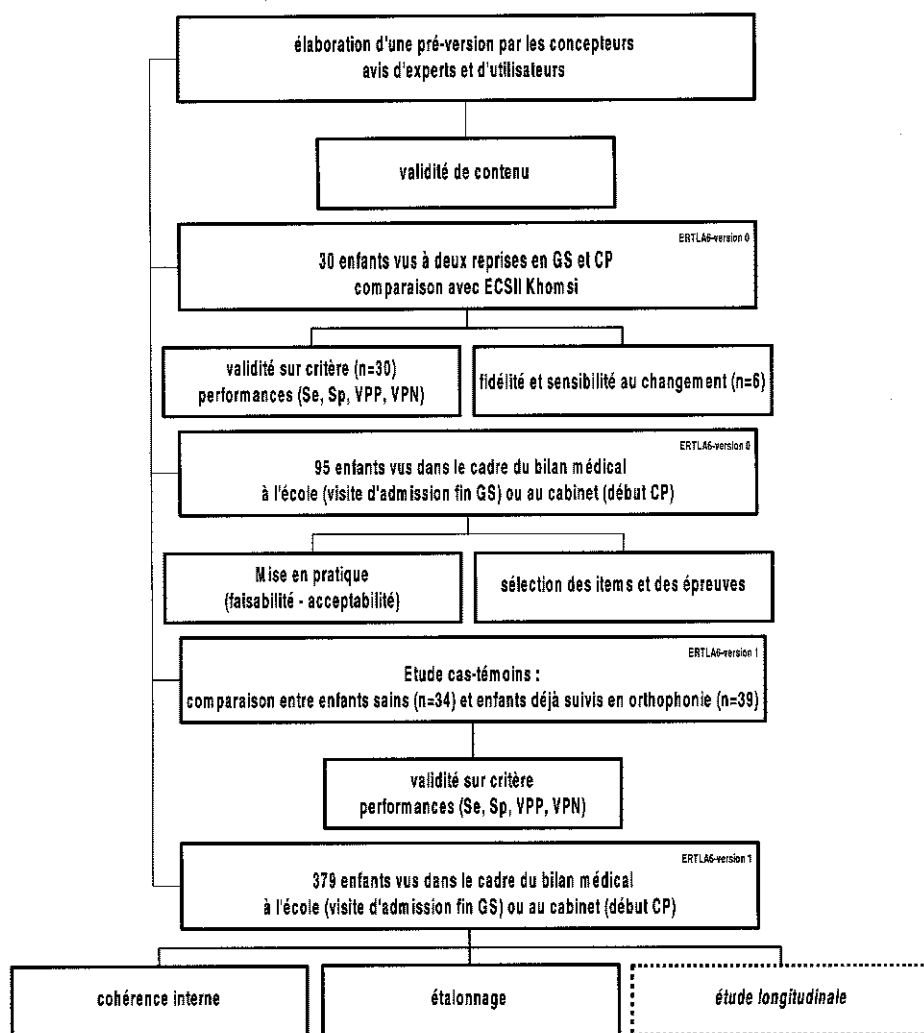 élaboration d'une pré-version par les concepteurs
avis d'experts et d'utilisateurs
validité de contenu
ERTLA6-version 0
30 enfants vus à deux reprises en GS et CP
comparaison avec ECSII Khomsi
validité sur critère (n=30)
performances (Se, Sp, VPP, VPN)
fidélité et sensibilité au changement (n=6)
ERTLA6-version 0
95 enfants vus dans le cadre du bilan médical
à l'école (visite d'admission fin GS) ou au cabinet (début CP)
Mise en pratique
(faisabilité - acceptabilité)
sélection des items et des épreuves
ERTLA6-version 1
Etude cas-témoins :
comparaison entre enfants sains (n=34) et enfants déjà suivis en orthophonie (n=39)
validité sur critère
performances (Se, Sp, VPP, VPN)
ERTLA6-version 1
379 enfants vus dans le cadre du bilan médical
à l'école (visite d'admission fin GS) ou au cabinet (début CP)
cohérence interne
étalonnage
étude longitudinale